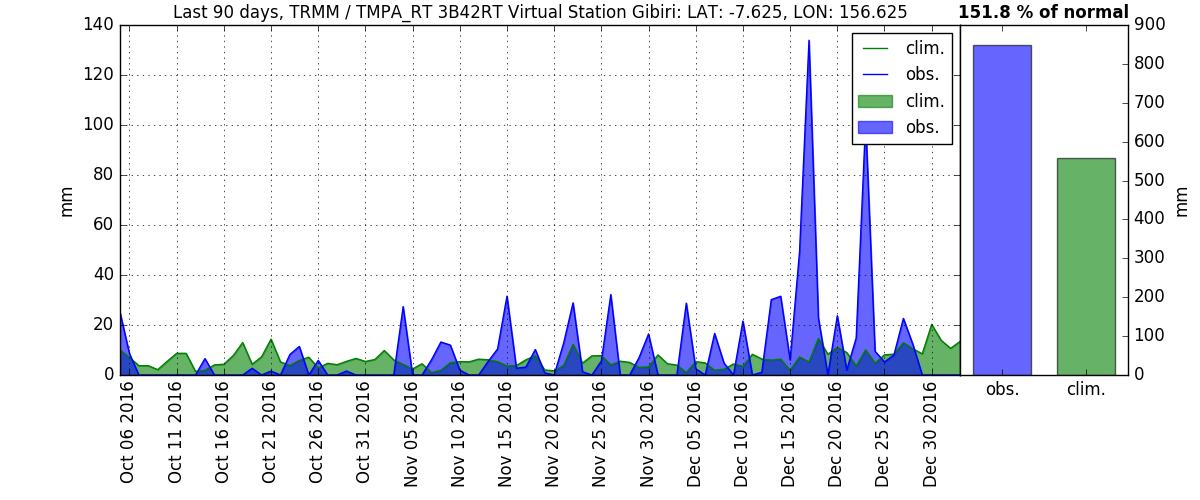 Last 90 days, TRMM / TMPA_RT 3B42RT Virtual Station Gibiri: LAT: -7.625, LON: 156.625
151.8 % of normal
140
120
100
80
60
40
20
0
mm
clim.
obs.
clim.
obs.
Oct 06 2016
Oct 11 2016
Oct 16 2016
Oct 21 2016
Oct 26 2016
Oct 31 2016
Nov 05 2016
Nov 10 2016
Nov 15 2016
Nov 20 2016
Nov 25 2016
Nov 30 2016
Dec 05 2016
Dec 10 2016
Dec 15 2016
Dec 20 2016
Dec 25 2016
Dec 30 2016
900
800
700
600
500
400
300
200
100
0
mm
obs.
clim.